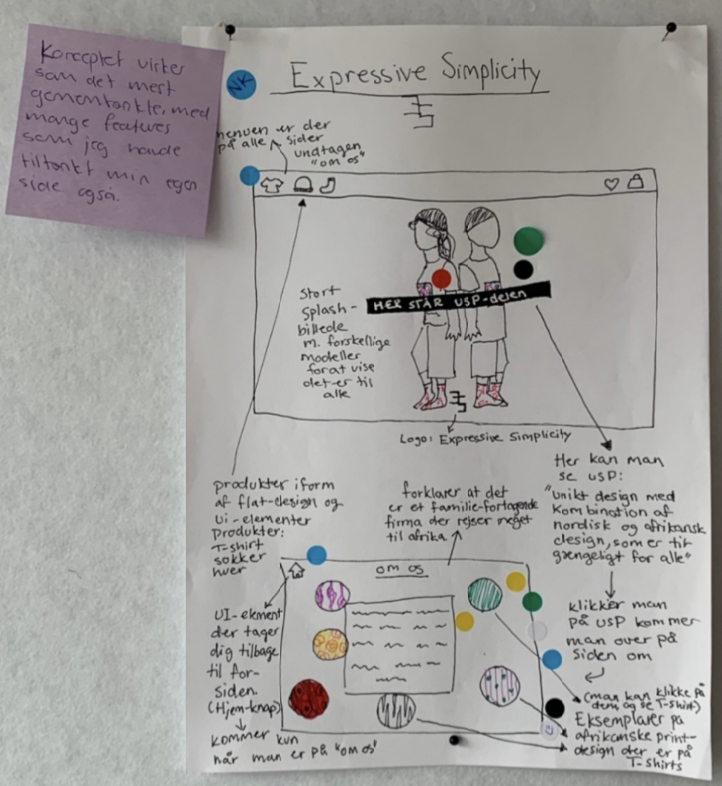 Konceptet virker
som det mest
gennemtænkte, med
mange features
som jeg havde
tiltænkt min egen
side også.
NK
Expressive Simplicity
menuen er der
på alle sider
undtagen
"om os"
Stort
splash-
billede
m. forskellige
modeller
for at vise
det er til
alle
HER STÅR USP-delen
Logo: Expressive Simplicity
Her kan man
se USP:
"Unikt design med
kombination af
nordisk og afrikansk
design, som er til
gængeligt for alle"
klikker man
på USP kommer
man over på
siden om
produkter i form
af flat-design og
Ui-elementer
Produkter:
T-shirt
sokker
huer
forklarer at det
er et familie-foretagende
firma der rejser meget
til afrika
om os
UI-element
der tager
dig tilbage
til for-
siden.
(Hjem-knap)
kommer kun
når man er på "om os"
(man kan klikke på
dem og se T-shirt)
Eksemplarer på
afrikanske print-
design der er på
T-shirts